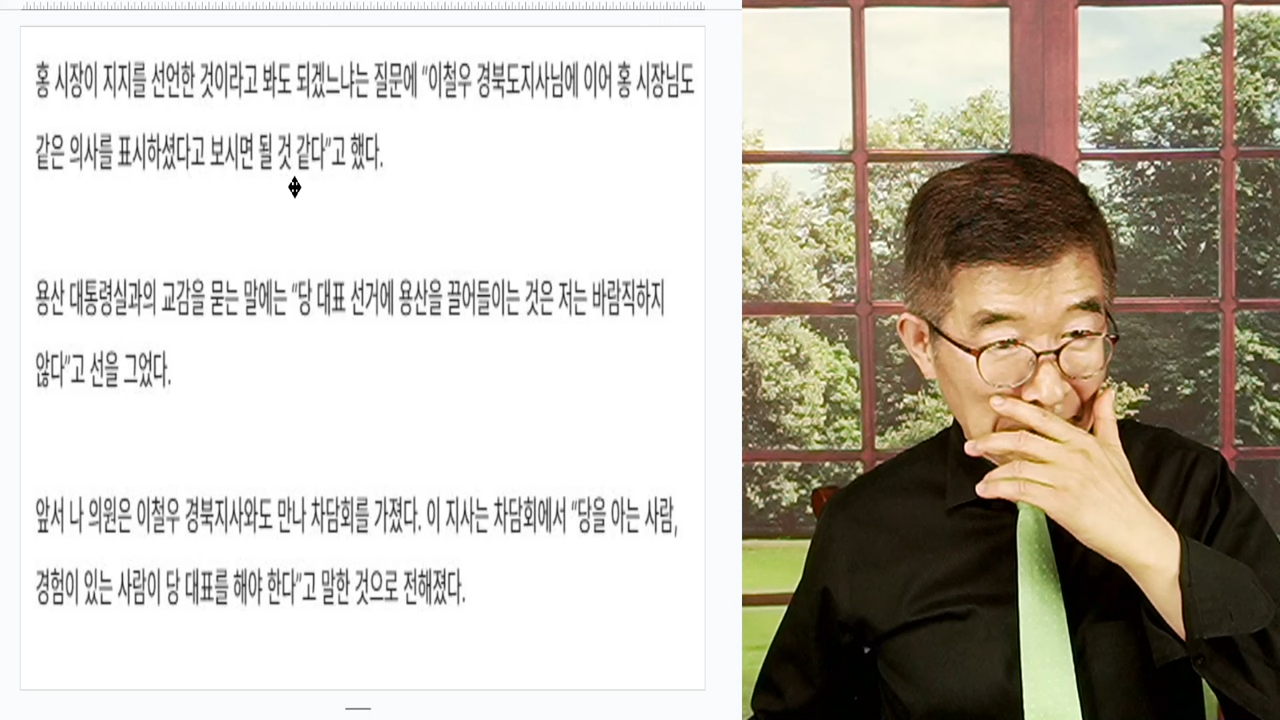 홍 시장이 지지를 선언한 것이라고 봐도 되겠느냐는 질문에 “이철우 경북도지사님에 이어 홍 시장님도
같은 의사를 표시하셨다고 보시면 될 것 같다”고 했다.
용산 대통령실과의 교감을 묻는 말에는 “당 대표 선거에 용산을 끌어들이는 것은 저는 바람직하지
않다”고 선을 그었다.
앞서 나 의원은 이철우 경북지사와도 만나 차담회를 가졌다. 이 지사는 차담회에서 “당을 아는 사람,
경험이 있는 사람이 당 대표를 해야 한다”고 말한 것으로 전해졌다.